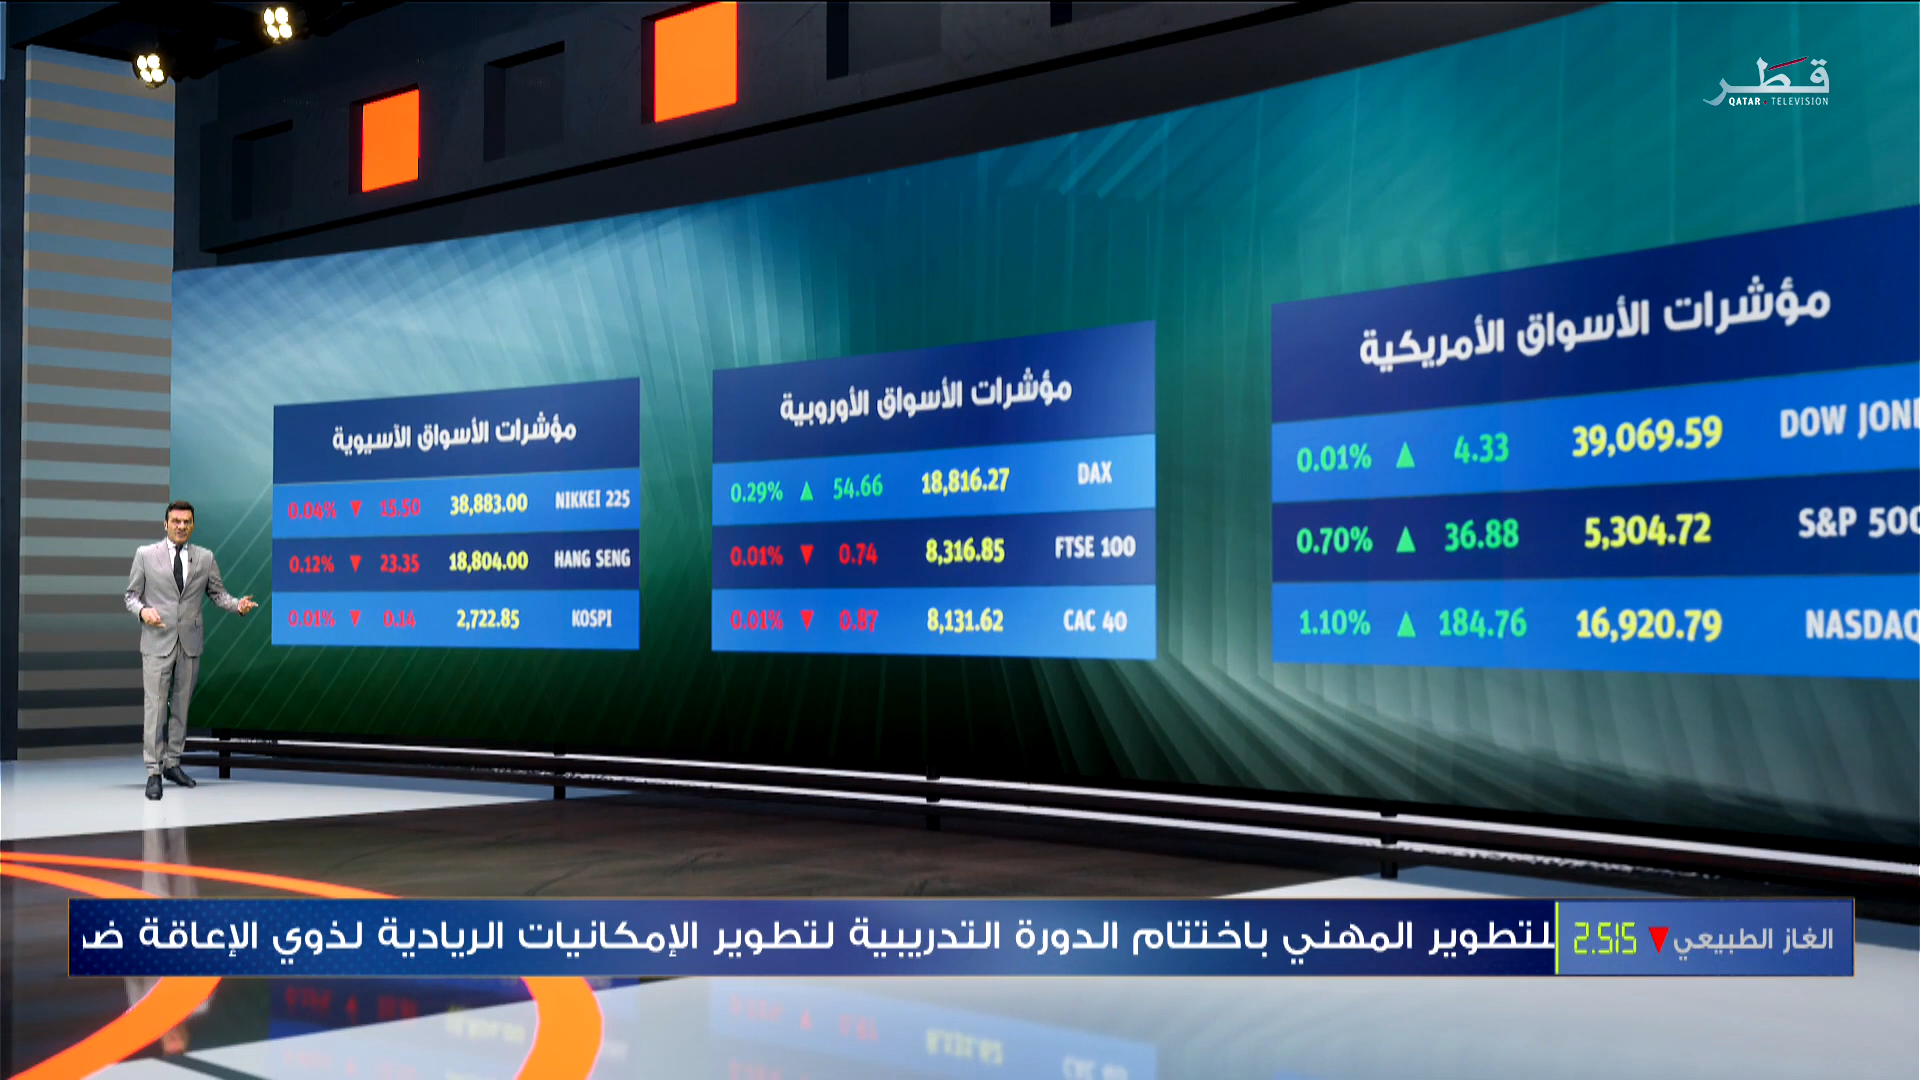 قطر
QATAR TELEVISION
مؤشرات الأسواق الأمريكية
DOW JONE 39,069.59 4.33 ▲ 0.01%
S&P 500 5,304.72 36.88 ▲ 0.70%
NASDAQ 16,920.79 184.76 ▲ 1.10%
مؤشرات الأسواق الأوروبية
DAX 18,816.27 54.66 ▲ 0.29%
FTSE 100 8,316.85 0.74 ▼ 0.01%
CAC 40 8,131.62 0.87 ▼ 0.01%
مؤشرات الأسواق الآسيوية
NIKKEI 225 38,883.00 15.50 ▼ 0.04%
HANG SENG 18,804.00 23.35 ▼ 0.12%
KOSPI 2,722.85 0.14 ▼ 0.01%
الغاز الطبيعي ▼ 2.515
للتطوير المهني باختتام الدورة التدريبية لتطوير الإمكانيات الريادية لذوي الإعاقة ضم